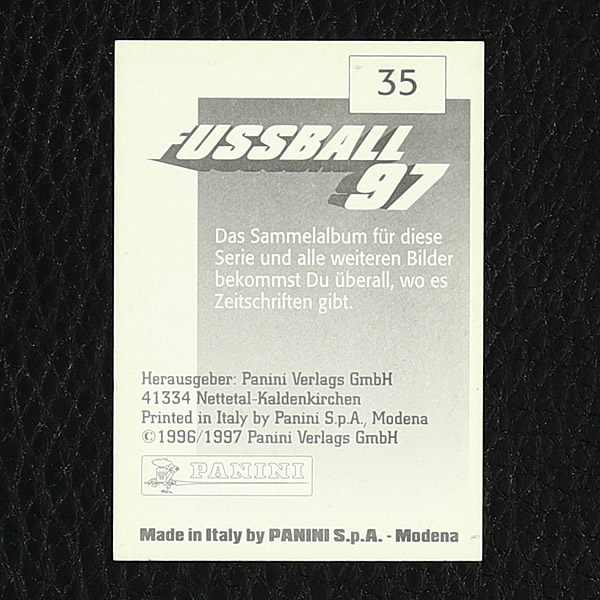 35
FUSSBALL
97
Das Sammelalbum für diese
Serie und alle weiteren Bilder
bekommst Du überall, wo es
Zeitschriften gibt.
Herausgeber: Panini Verlags GmbH
41334 Nettetal-Kaldenkirchen
Printed in Italy by Panini S.p.A., Modena
©1996/1997 Panini Verlags GmbH
PANINI
Made in Italy by PANINI S.p.A. - Modena